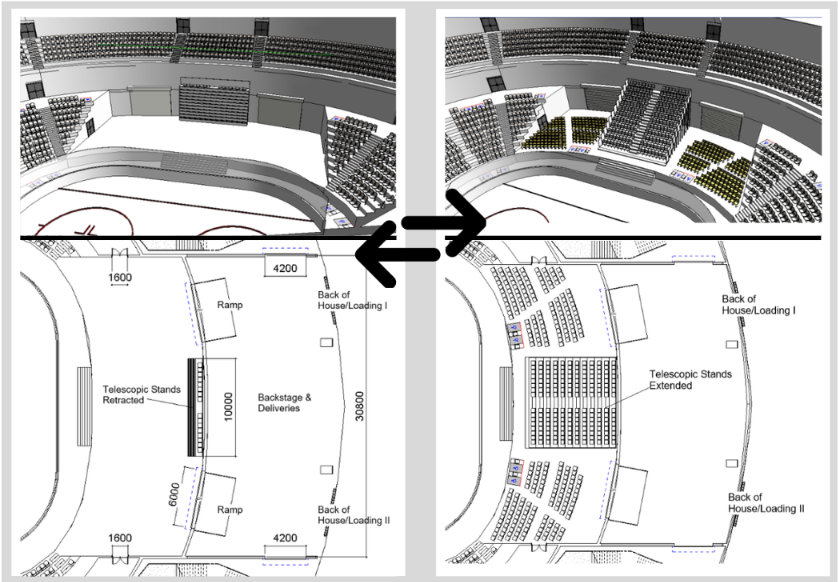 1600
4200
Ramp
Back of
House/Loading I
Telescopic Stands
Retracted
10000
Backstage &
Deliveries
30800
6000
Ramp
Back of
House/Loading II
1600
4200
Back of
House/Loading I
Telescopic Stands
Extended
Back of
House/Loading II